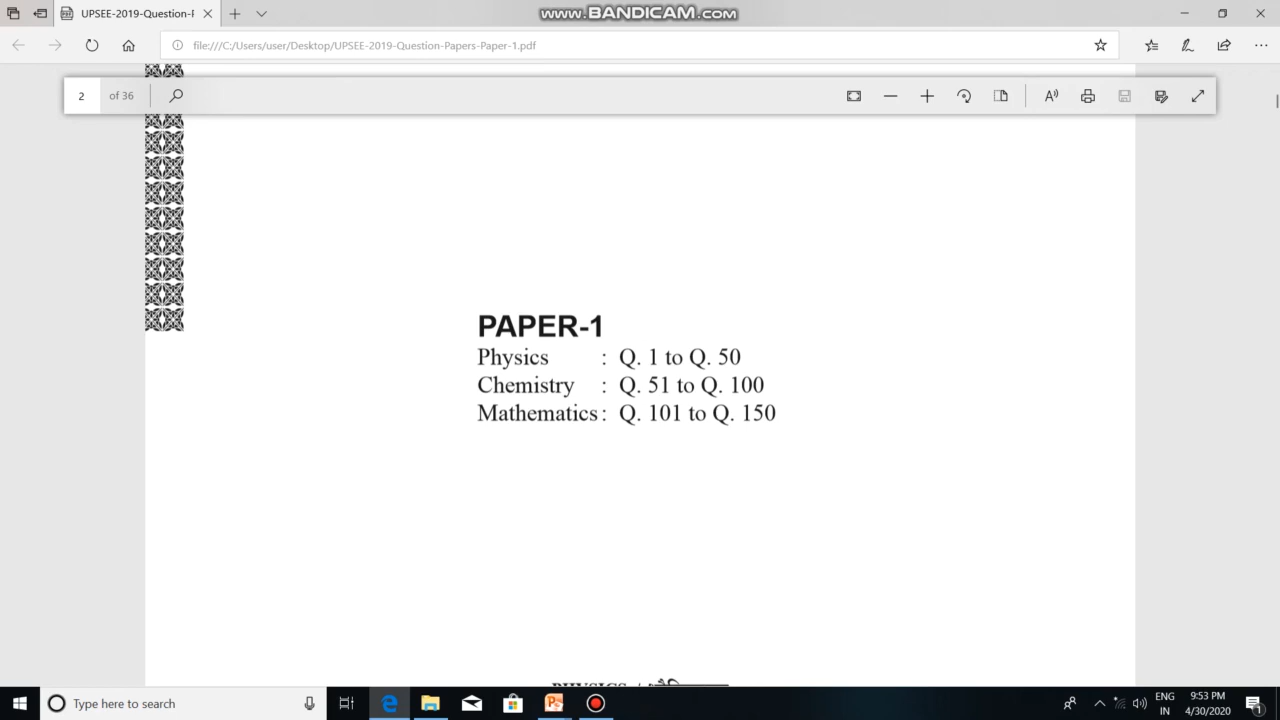 UPSEE-2019-Question-F
www.BANDICAM.com
file:///C:/Users/user/Desktop/UPSEE-2019-Question-Papers-Paper-1.pdf
2 of 36
PAPER-1
Physics : Q. 1 to Q. 50
Chemistry : Q. 51 to Q. 100
Mathematics : Q. 101 to Q. 150
Type here to search
ENG
IN
9:53 PM
4/30/2020